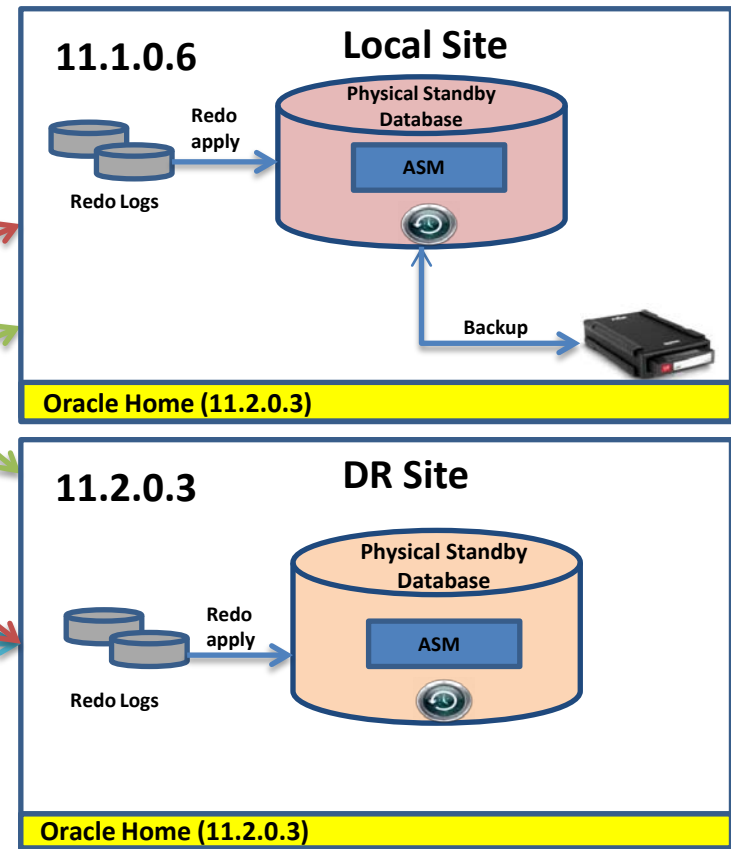 11.1.0.6
Local Site
Physical Standby
Database
Redo
apply
ASM
Redo Logs
Backup
Oracle Home (11.2.0.3)
11.2.0.3
DR Site
Physical Standby
Database
Redo
apply
ASM
Redo Logs
Oracle Home (11.2.0.3)